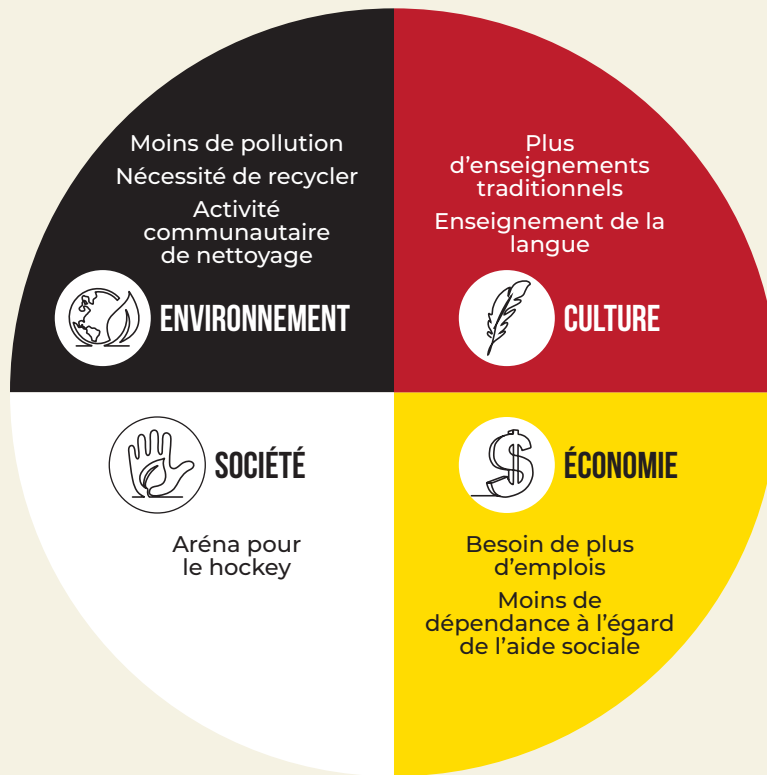 Moins de pollution
Nécessité de recycler
Activité
communautaire
de nettoyage
ENVIRONNEMENT
Plus
d’enseignements
traditionnels
Enseignement de la
langue
CULTURE
SOCIÉTÉ
Aréna pour
le hockey
ÉCONOMIE
Besoin de plus
d’emplois
Moins de
dépendance à l’égard
de l’aide sociale